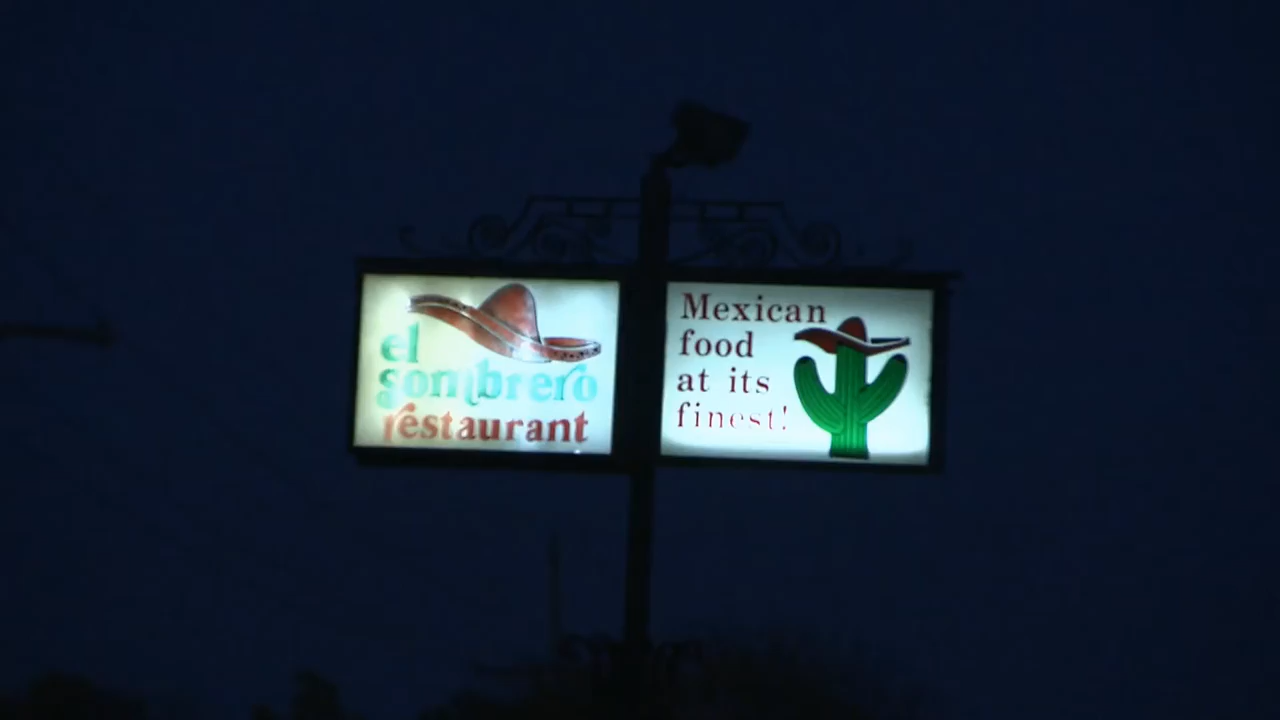 el
sombrero
restaurant
Mexican
food
at its
finest!